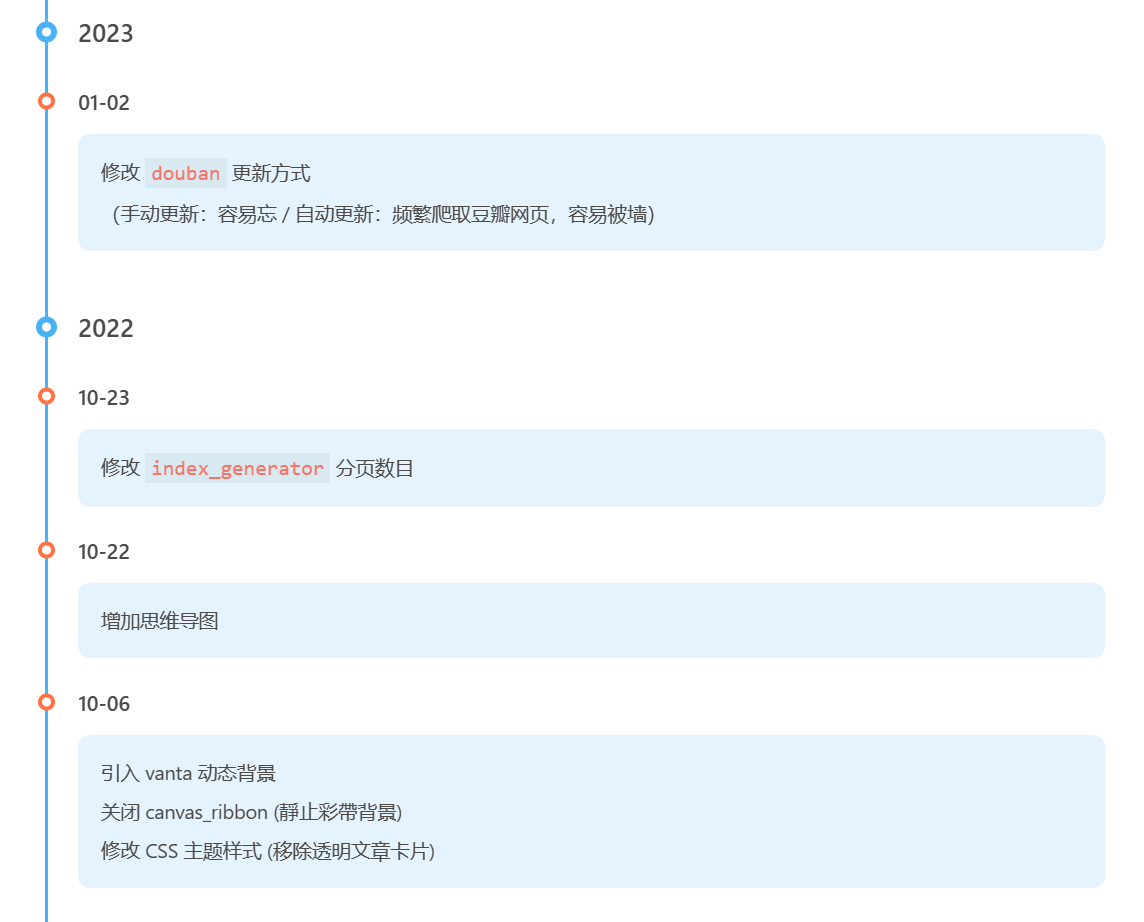 2023
01-02
修改 douban 更新方式
(手动更新：容易忘 / 自动更新：频繁爬取豆瓣网页，容易被墙)
2022
10-23
修改 index_generator 分页数目
10-22
增加思维导图
10-06
引入 vanta 动态背景
关闭 canvas_ribbon (靜止彩帶背景)
修改 CSS 主题样式 (移除透明文章卡片)